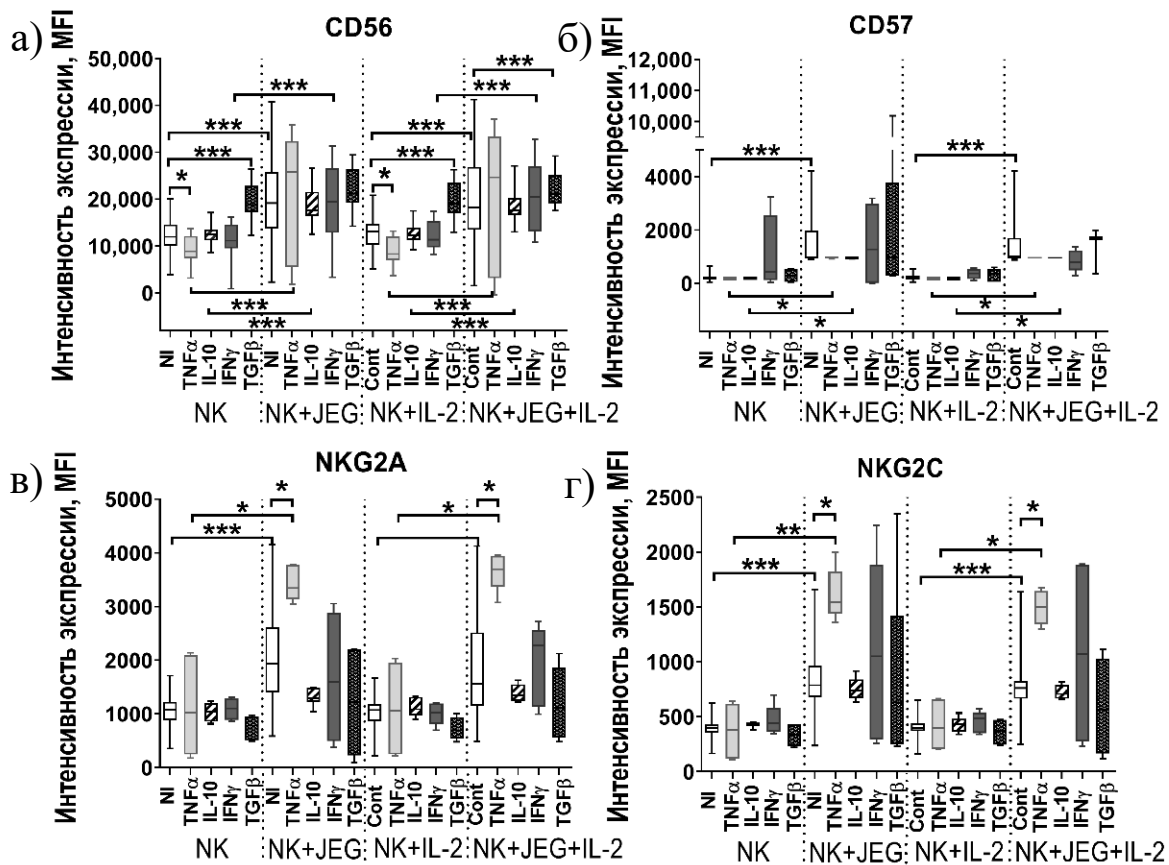 а)
CD56
Интенсивность экспрессии, MFI
50,000
40,000
30,000
20,000
10,000
0
***
***
***
*
***
***
***
***
***
*
***
***
***
***
***
NI
TNFα
IL-10
IFNγ
TGFβ
NI
TNFα
IL-10
IFNγ
TGFβ
Cont
TNFα
IL-10
IFNγ
TGFβ
Cont
TNFα
IL-10
IFNγ
TGFβ
NK
NK+JEG
NK+IL-2
NK+JEG+IL-2
б)
CD57
Интенсивность экспрессии, MFI
12,000
11,000
10,000
4000
2000
0
***
***
*
*
*
*
NI
TNFα
IL-10
IFNγ
TGFβ
NI
TNFα
IL-10
IFNγ
TGFβ
Cont
TNFα
IL-10
IFNγ
TGFβ
Cont
TNFα
IL-10
IFNγ
TGFβ
NK
NK+JEG
NK+IL-2
NK+JEG+IL-2
в)
NKG2A
Интенсивность экспрессии, MFI
5000
4000
3000
2000
1000
0
*
*
***
*
*
*
NI
TNFα
IL-10
IFNγ
TGFβ
NI
TNFα
IL-10
IFNγ
TGFβ
Cont
TNFα
IL-10
IFNγ
TGFβ
Cont
TNFα
IL-10
IFNγ
TGFβ
NK
NK+JEG
NK+IL-2
NK+JEG+IL-2
г)
NKG2C
Интенсивность экспрессии, MFI
2500
2000
1500
1000
500
0
*
**
***
*
*
***
NI
TNFα
IL-10
IFNγ
TGFβ
NI
TNFα
IL-10
IFNγ
TGFβ
Cont
TNFα
IL-10
IFNγ
TGFβ
Cont
TNFα
IL-10
IFNγ
TGFβ
NK
NK+JEG
NK+IL-2
NK+JEG+IL-2